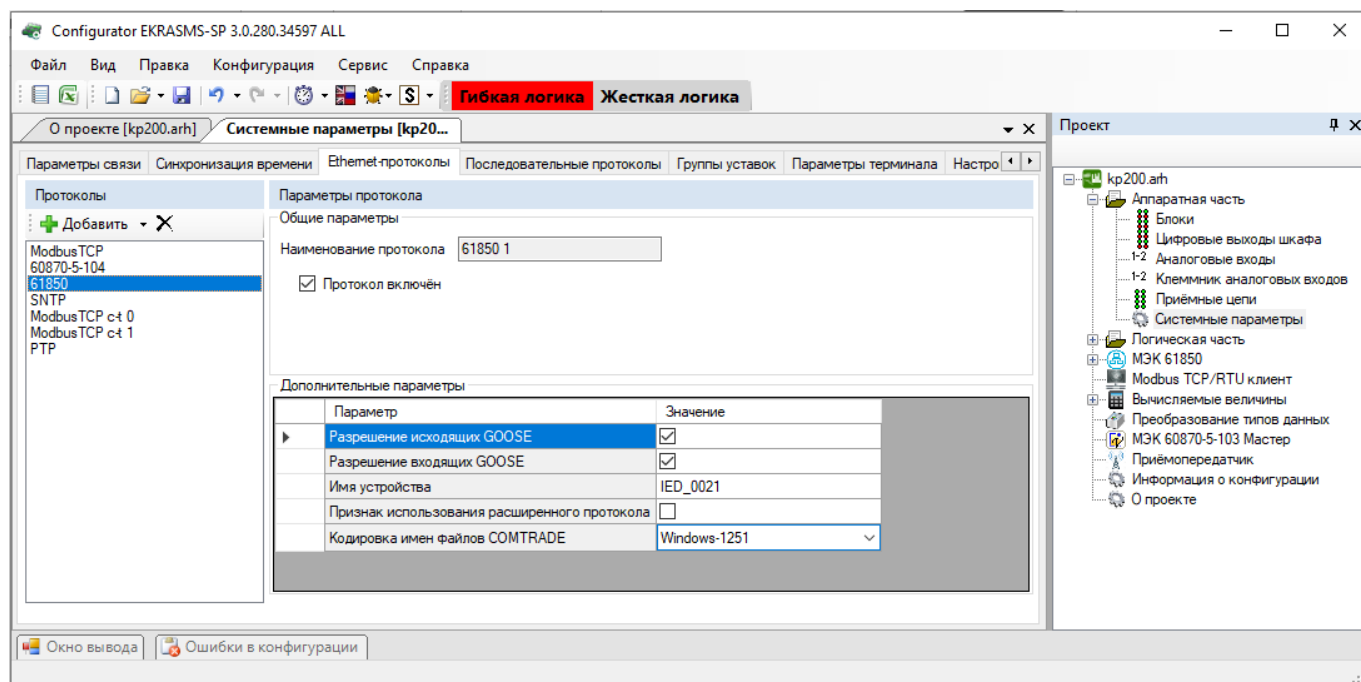 Configurator EKRASMS-SP 3.0.280.34597 ALL
Файл Вид Правка Конфигурация Сервис Справка
Гибкая логика Жесткая логика
О проекте [kp200.arh] Системные параметры [kp20...
Параметры связи Синхронизация времени Ethernet-протоколы Последовательные протоколы Группы уставок Параметры терминала Настро
Протоколы
Добавить
ModbusTCP
60870-5-104
61850
SNTP
ModbusTCP c-t 0
ModbusTCP c-t 1
PTP
Параметры протокола
Общие параметры
Наименование протокола 61850 1
Протокол включён
Дополнительные параметры
Параметр Значение
Разрешение исходящих GOOSE
Разрешение входящих GOOSE
Имя устройства IED_0021
Признак использования расширенного протокола
Кодировка имен файлов COMTRADE Windows-1251
Проект
kp200.arh
Аппаратная часть
Блоки
Цифровые выходы шкафа
1-2 Аналоговые входы
1-2 Клеммник аналоговых входов
Приёмные цепи
Системные параметры
Логическая часть
МЭК 61850
Modbus TCP/RTU клиент
Вычисляемые величины
Преобразование типов данных
МЭК 60870-5-103 Мастер
Приёмопередатчик
Информация о конфигурации
О проекте
Окно вывода Ошибки в конфигурации